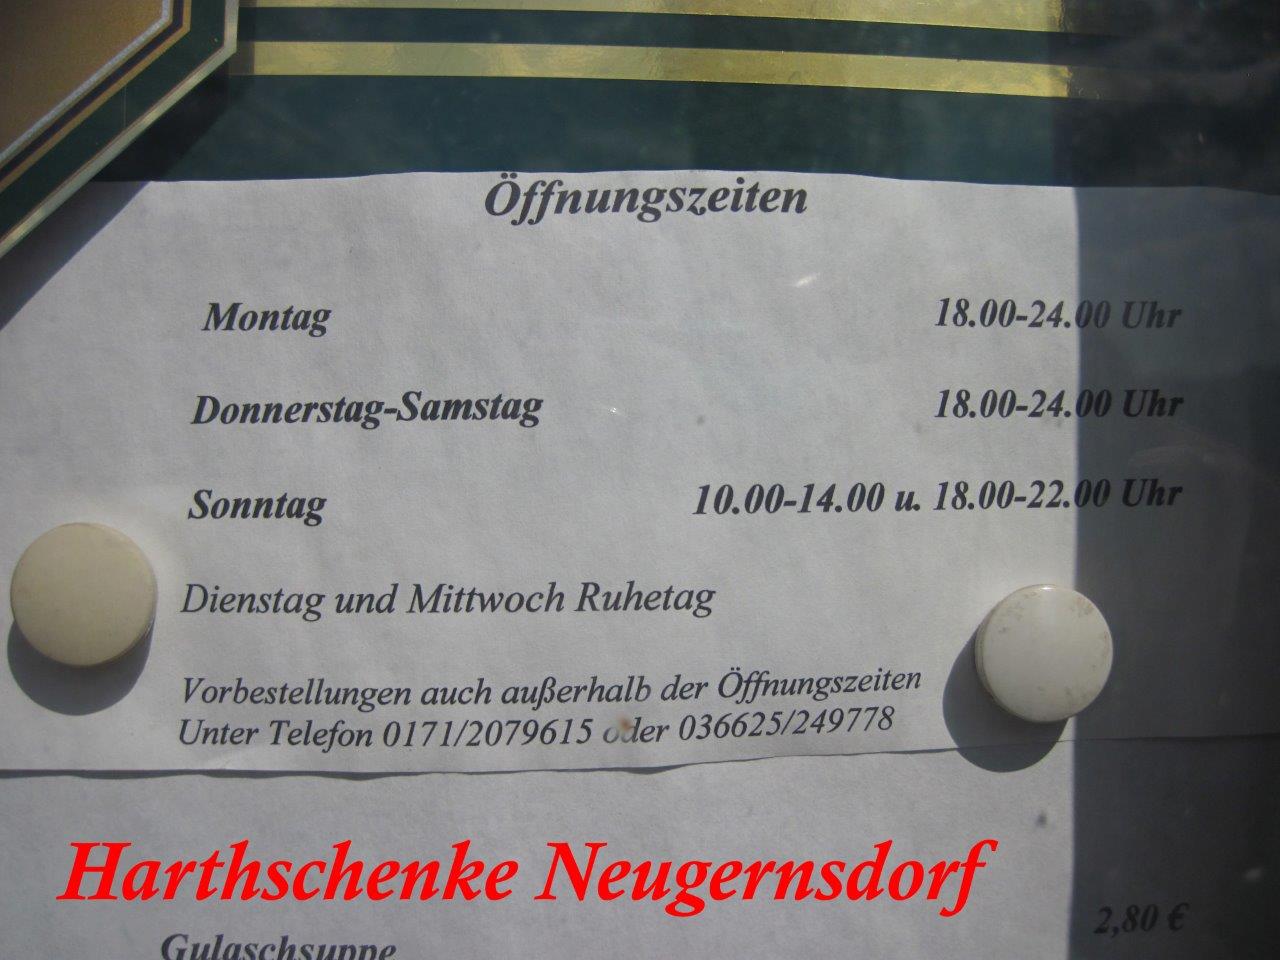 Öffnungszeiten
Montag 18.00-24.00 Uhr
Donnerstag-Samstag 18.00-24.00 Uhr
Sonntag 10.00-14.00 u. 18.00-22.00 Uhr
Dienstag und Mittwoch Ruhetag
Vorbestellungen auch außerhalb der Öffnungszeiten
Unter Telefon 0171/2079615 oder 036625/249778
Harthschenke Neugernsdorf
Gulaschsuppe 2,80 €